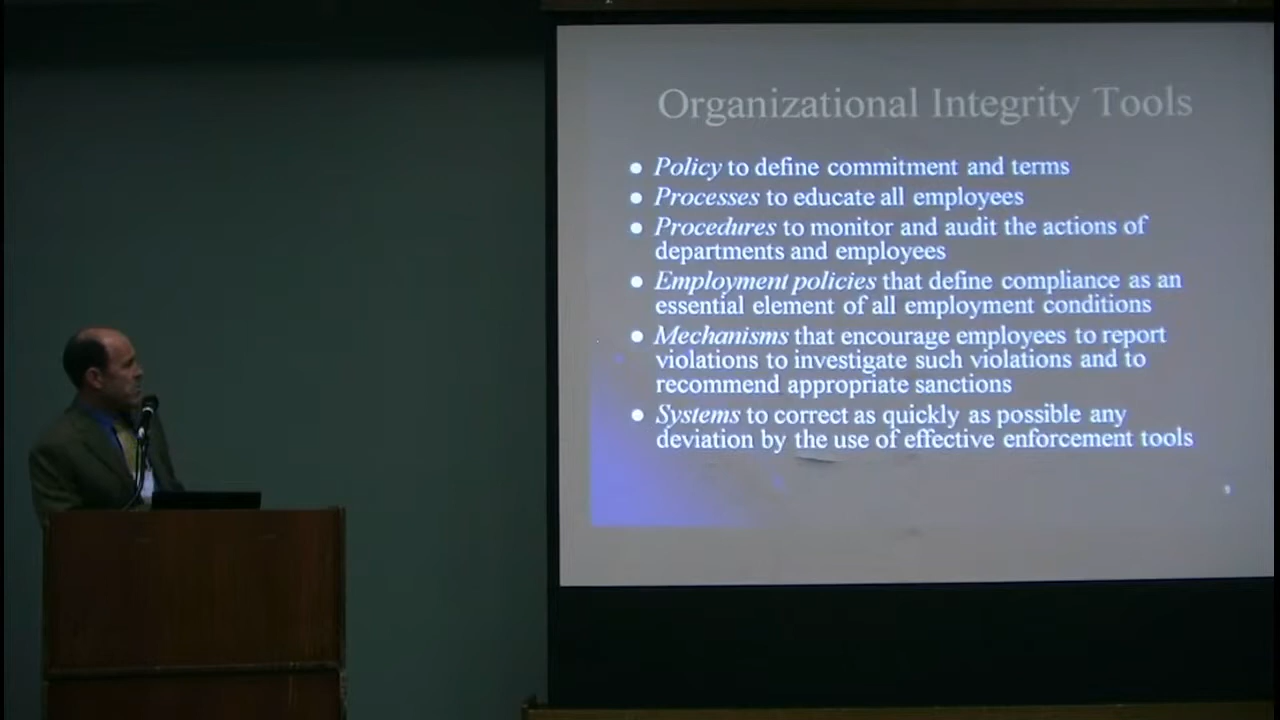 Organizational Integrity Tools
● Policy to define commitment and terms
● Processes to educate all employees
● Procedures to monitor and audit the actions of
departments and employees
● Employment policies that define compliance as an
essential element of all employment conditions
● Mechanisms that encourage employees to report
violations to investigate such violations and to
recommend appropriate sanctions
● Systems to correct as quickly as possible any
deviation by the use of effective enforcement tools